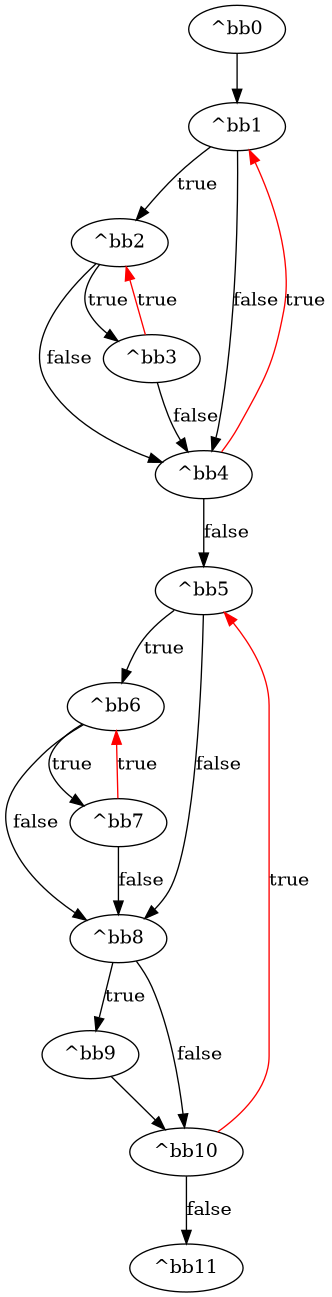 ^bb0
^bb1
true
^bb2
false
true
true
true
^bb3
false
false
^bb4
false
^bb5
true
^bb6
true
true
false
false
^bb7
false
true
^bb8
true
^bb9
false
^bb10
false
^bb11